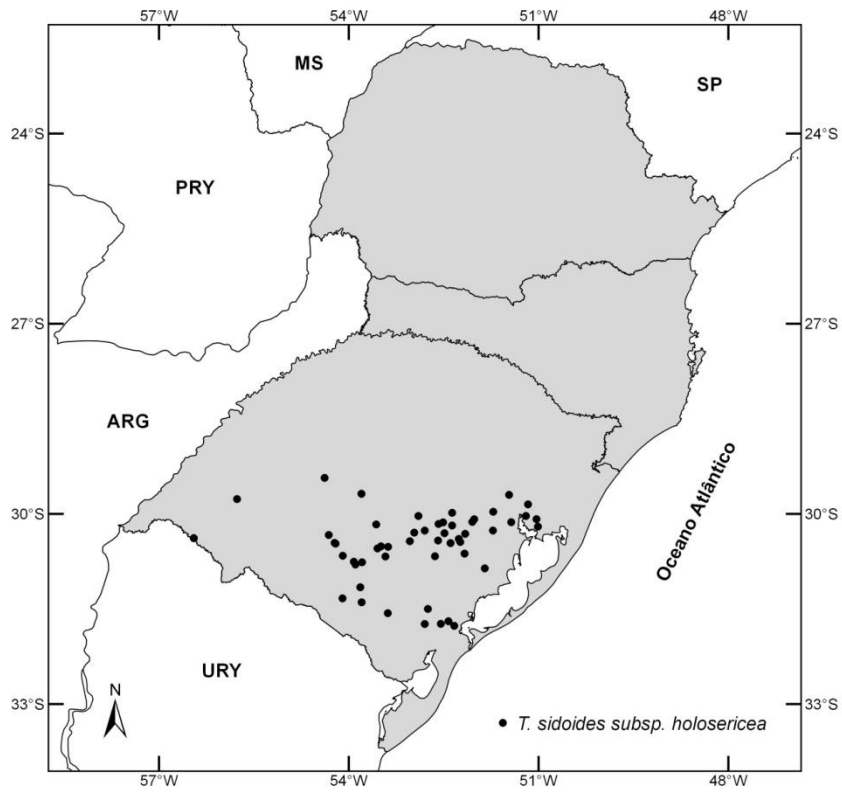 57°W 54°W 51°W 48°W
MS
SP
24°S 24°S
PRY
27°S 27°S
ARG
30°S 30°S
Oceano Atlântico
URY
N
33°S 33°S
T. sidoides subsp. holosericea
57°W 54°W 51°W 48°W